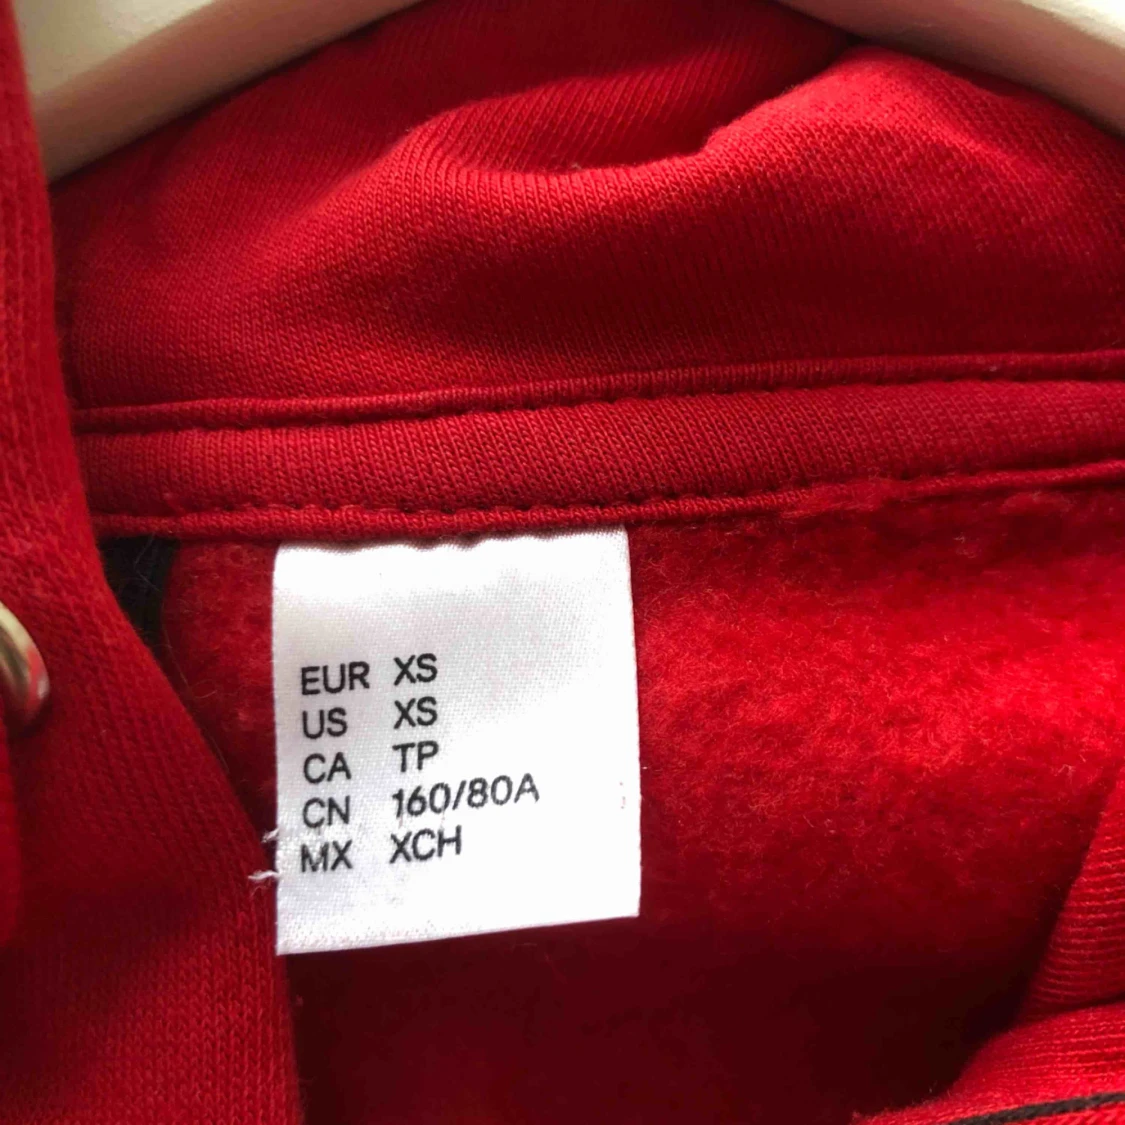 EUR XS
US XS
CA TP
CN 160/80A
MX XCH